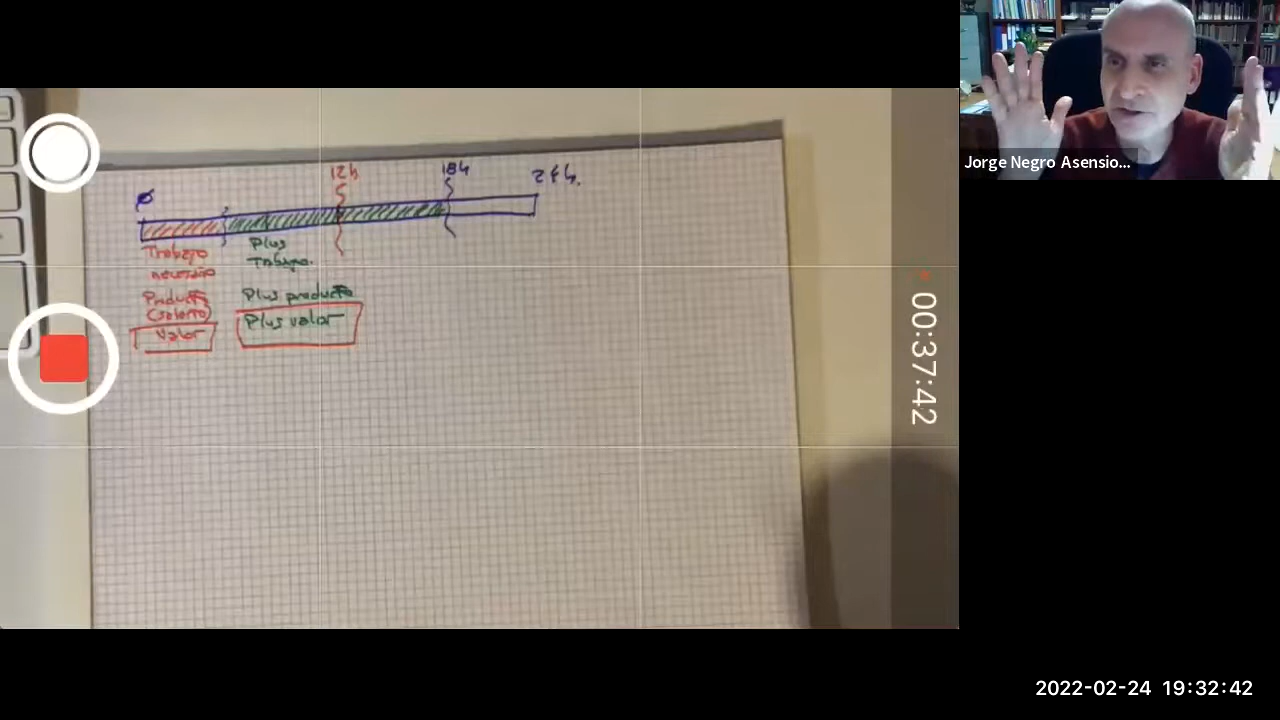 Jorge Negro Asensio...
Ø
12h
18h
24h.
Trabajo
necesario
Plus
Trabajo.
Producto
(salario)
Valor
Plus producto
Plus valor
00:37:42
2022-02-24 19:32:42